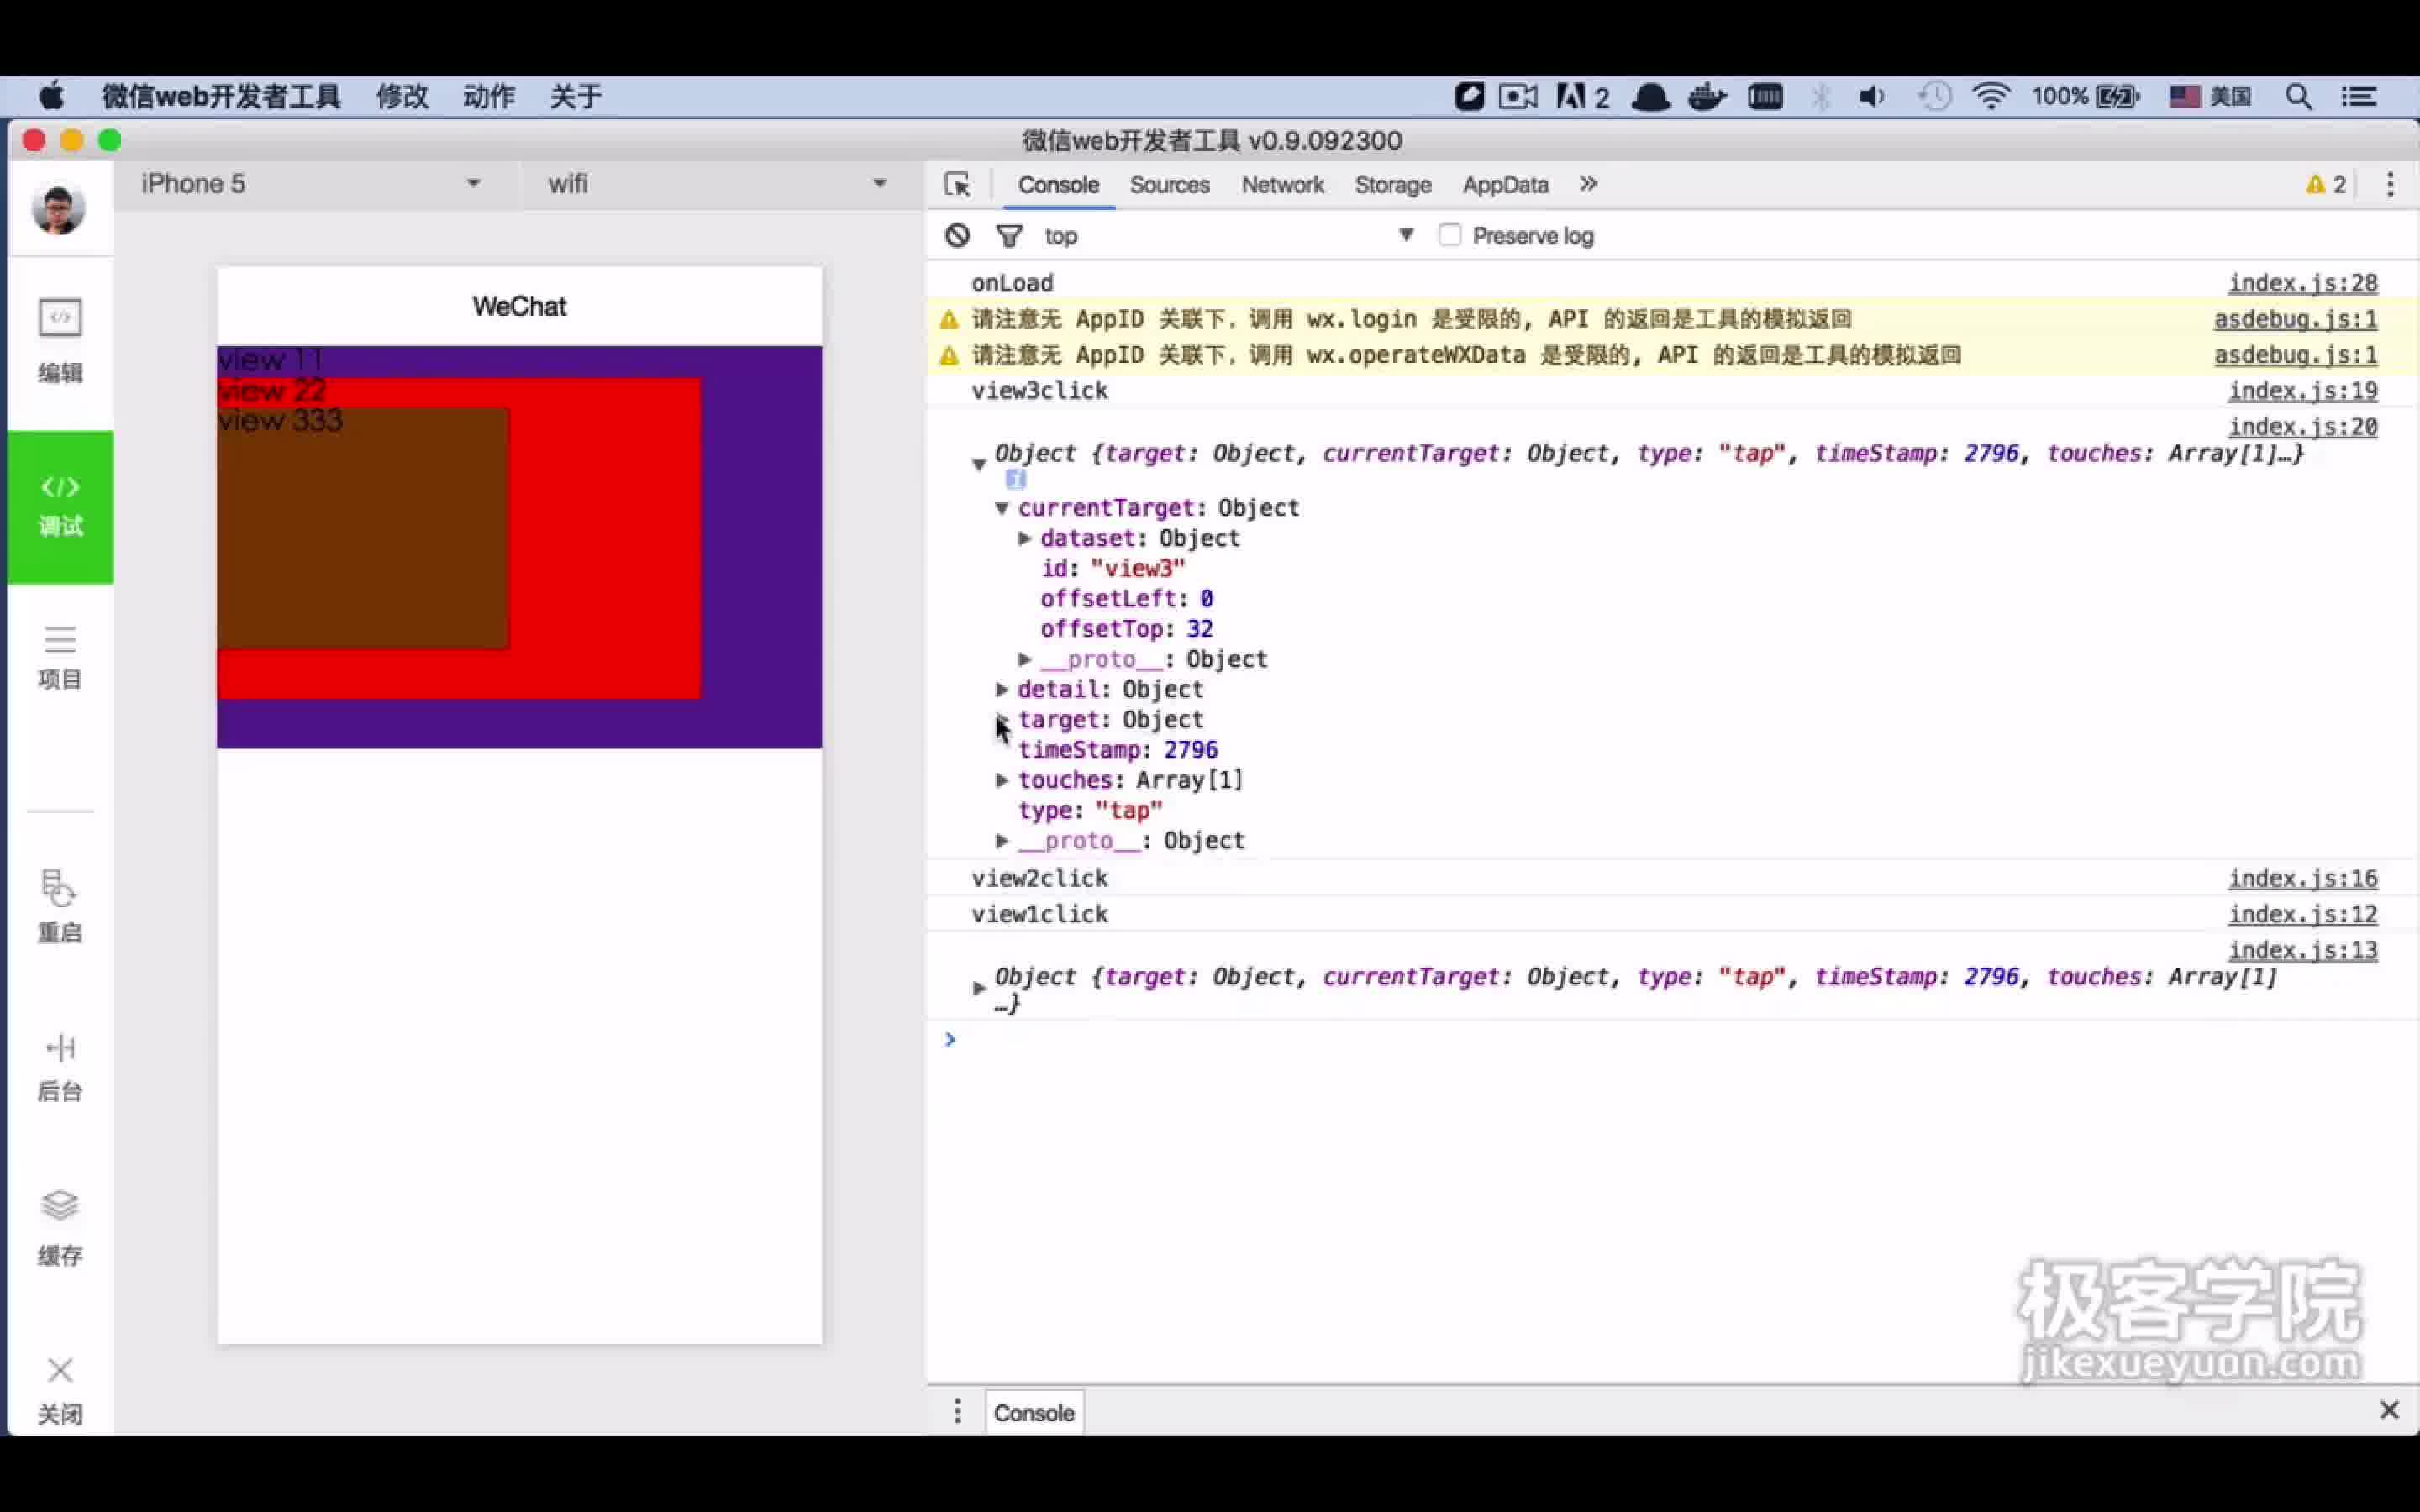 微信web开发者工具 修改 动作 关于 2 100% 美国
微信web开发者工具 v0.9.092300
iPhone 5 wifi
Console Sources Network Storage AppData » 2
top Preserve log
编辑
调试
项目
重启
后台
缓存
关闭
WeChat
view 11
view 22
view 333
onLoad index.js:28
请注意无 AppID 关联下，调用 wx.login 是受限的, API 的返回是工具的模拟返回 asdebug.js:1
请注意无 AppID 关联下，调用 wx.operateWXData 是受限的, API 的返回是工具的模拟返回 asdebug.js:1
view3click index.js:19
index.js:20
Object {target: Object, currentTarget: Object, type: "tap", timeStamp: 2796, touches: Array[1]…}
currentTarget: Object
dataset: Object
id: "view3"
offsetLeft: 0
offsetTop: 32
__proto__: Object
detail: Object
target: Object
timeStamp: 2796
touches: Array[1]
type: "tap"
__proto__: Object
view2click index.js:16
view1click index.js:12
index.js:13
Object {target: Object, currentTarget: Object, type: "tap", timeStamp: 2796, touches: Array[1]
…}
极客学院
jikexueyuan.com
Console